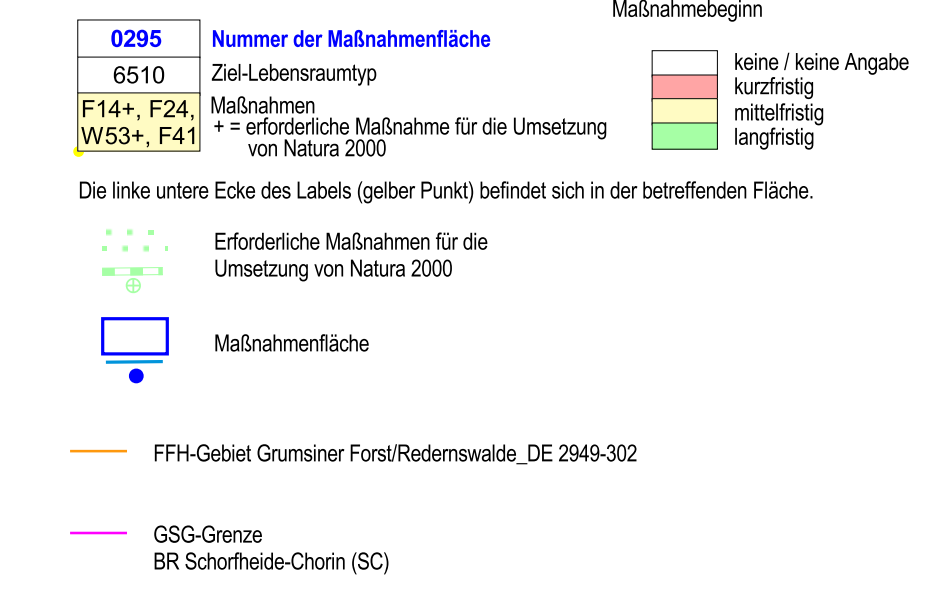 Maßnahmebeginn
0295 Nummer der Maßnahmenfläche
6510 Ziel-Lebensraumtyp
F14+, F24,
W53+, F41
Maßnahmen
+ = erforderliche Maßnahme für die Umsetzung
von Natura 2000
keine / keine Angabe
kurzfristig
mittelfristig
langfristig
Die linke untere Ecke des Labels (gelber Punkt) befindet sich in der betreffenden Fläche.
Erforderliche Maßnahmen für die
Umsetzung von Natura 2000
Maßnahmenfläche
FFH-Gebiet Grumsiner Forst/Redernswalde_DE 2949-302
GSG-Grenze
BR Schorfheide-Chorin (SC)